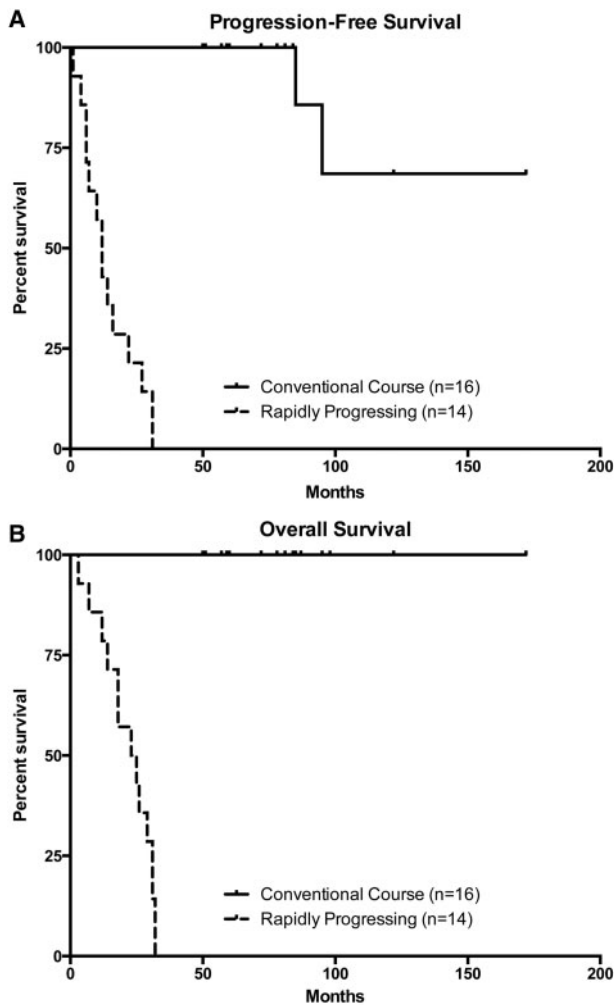 A
Progression-Free Survival
100
75
50
25
0
Percent survival
Conventional Course (n=16)
Rapidly Progressing (n=14)
0 50 100 150 200
Months
B
Overall Survival
100
75
50
25
0
Percent survival
Conventional Course (n=16)
Rapidly Progressing (n=14)
0 50 100 150 200
Months